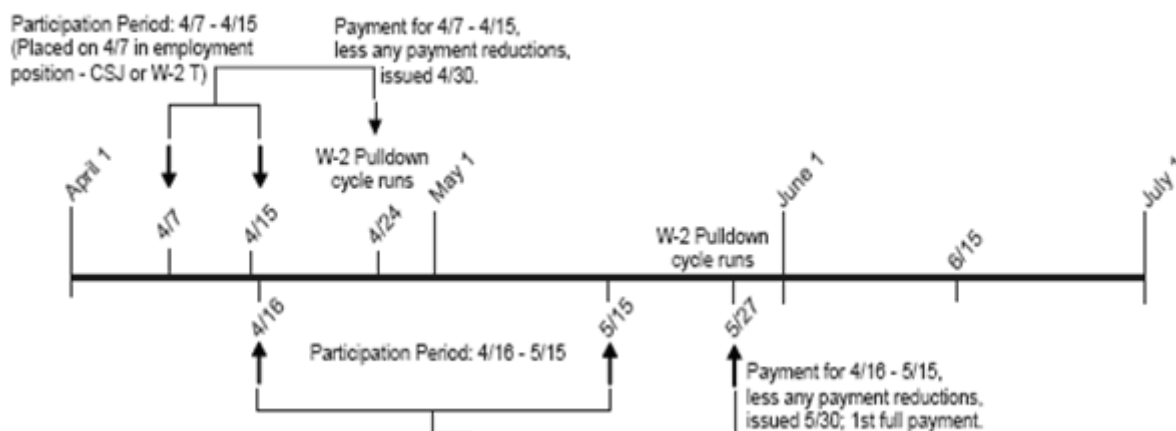 Participation Period: 4/7 - 4/15
(Placed on 4/7 in employment
position - CSJ or W-2 T)
Payment for 4/7 - 4/15,
less any payment reductions,
issued 4/30.
W-2 Pulldown
cycle runs
April 1
4/7
4/15
4/24
May 1
W-2 Pulldown
cycle runs
June 1
6/15
July 1
4/16
5/15
5/27
Participation Period: 4/16 - 5/15
Payment for 4/16 - 5/15,
less any payment reductions,
issued 5/30; 1st full payment.